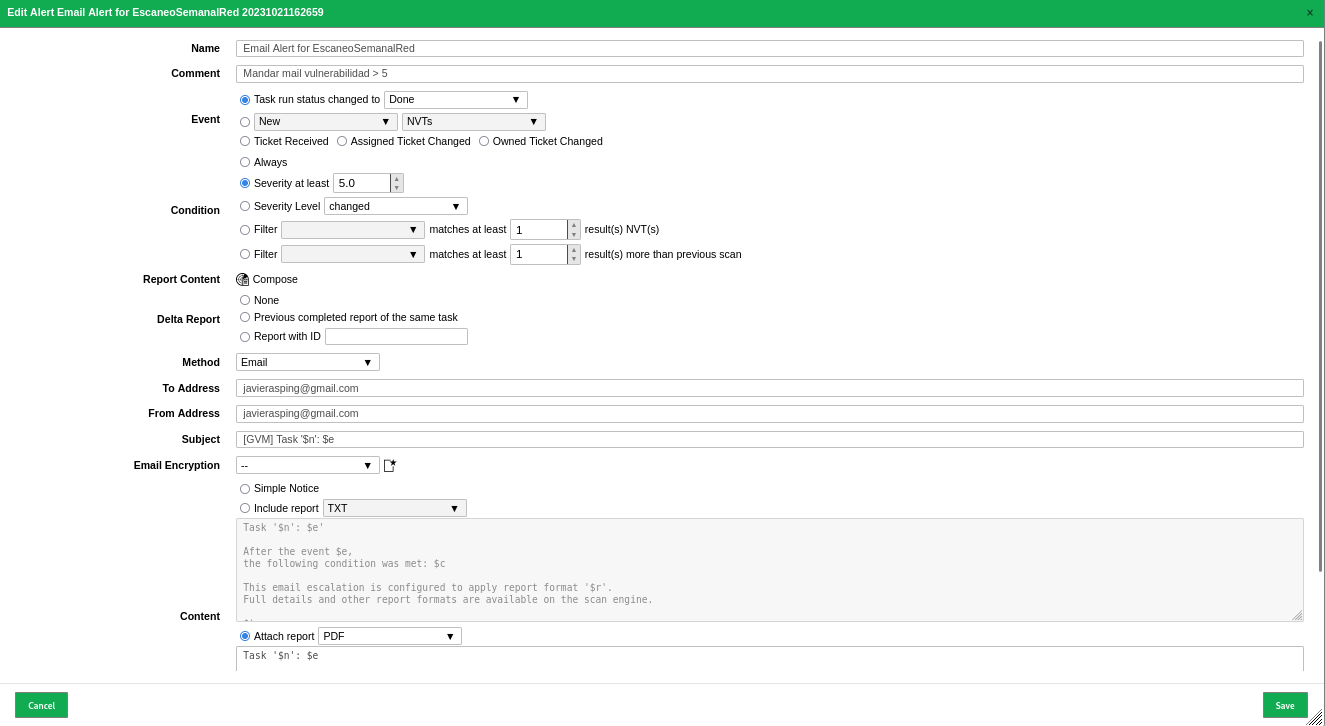 Edit Alert Email Alert for EscaneoSemanalRed 20231021162659 ×
Name Email Alert for EscaneoSemanalRed
Comment Mandar mail vulnerabilidad > 5
Event
Task run status changed to Done ▼
New ▼ NVTs ▼
Ticket Received Assigned Ticket Changed Owned Ticket Changed
Condition
Always
Severity at least 5.0
Severity Level changed ▼
Filter ▼ matches at least 1 result(s) NVT(s)
Filter ▼ matches at least 1 result(s) more than previous scan
Report Content Compose
Delta Report
None
Previous completed report of the same task
Report with ID
Method Email ▼
To Address javierasping@gmail.com
From Address javierasping@gmail.com
Subject [GVM] Task '$n': $e
Email Encryption -- ▼
Content
Simple Notice
Include report TXT ▼
Task '$n': $e'
After the event $e,
the following condition was met: $c
This email escalation is configured to apply report format '$r'.
Full details and other report formats are available on the scan engine.
Attach report PDF ▼
Task '$n': $e
Cancel Save